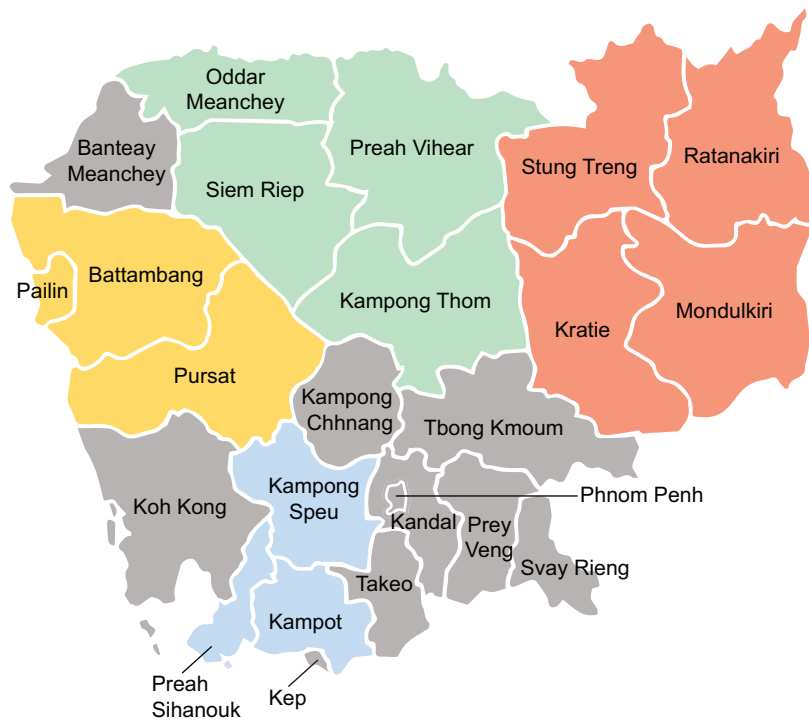 Oddar
Meanchey
Banteay
Meanchey
Preah Vihear
Stung Treng
Ratanakiri
Siem Riep
Battambang
Pailin
Kampong Thom
Kratie
Mondulkiri
Pursat
Kampong
Chhnang
Tbong Kmoum
Koh Kong
Kampong
Speu
Phnom Penh
Kandal
Prey
Veng
Svay Rieng
Takeo
Kampot
Preah
Sihanouk
Kep